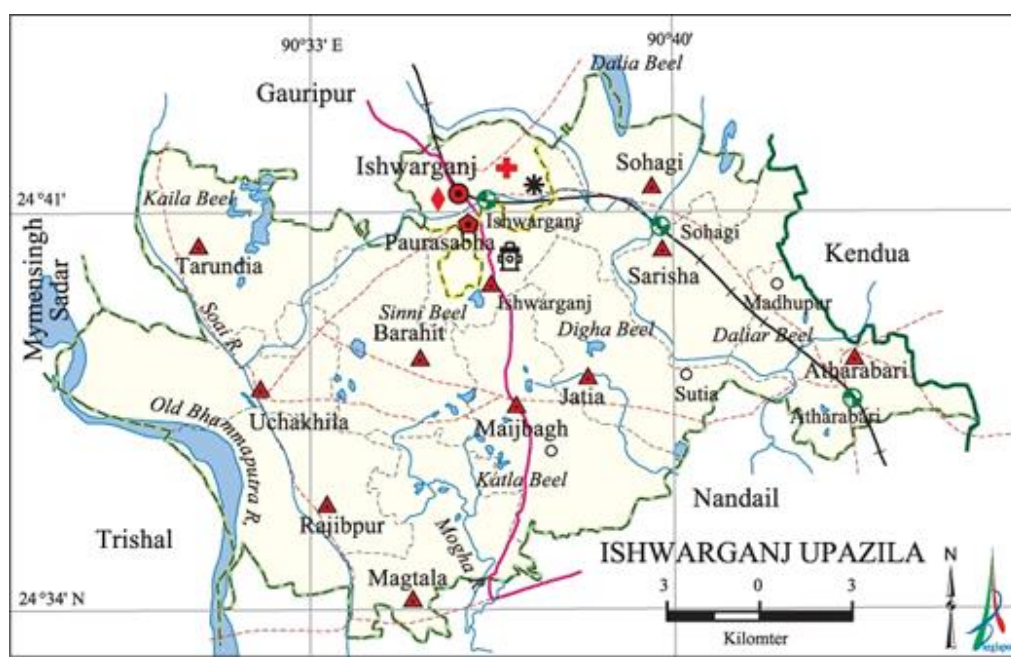 90°33' E
90°40'
Dalia Beel
Gauripur
Ishwarganj
Sohagi
Kaila Beel
24°41'
Ishwarganj
Sohagi
Paurasabha
Kendua
Tarundia
Sarisha
Mymensingh
Sadar
Madhupur
Ishwarganj
Sinni Beel
Soai R
Digha Beel
Daliar Beel
Barahit
Atharabari
Jatia
Sutia
Uchakhila
Maijbagh
Atharabari
Old Bhammaputra R.
Katla Beel
Nandail
Rajibpur
Trishal
Mogha R
ISHWARGANJ UPAZILA
N
Magtala
3 0 3
24°34' N
Kilomter